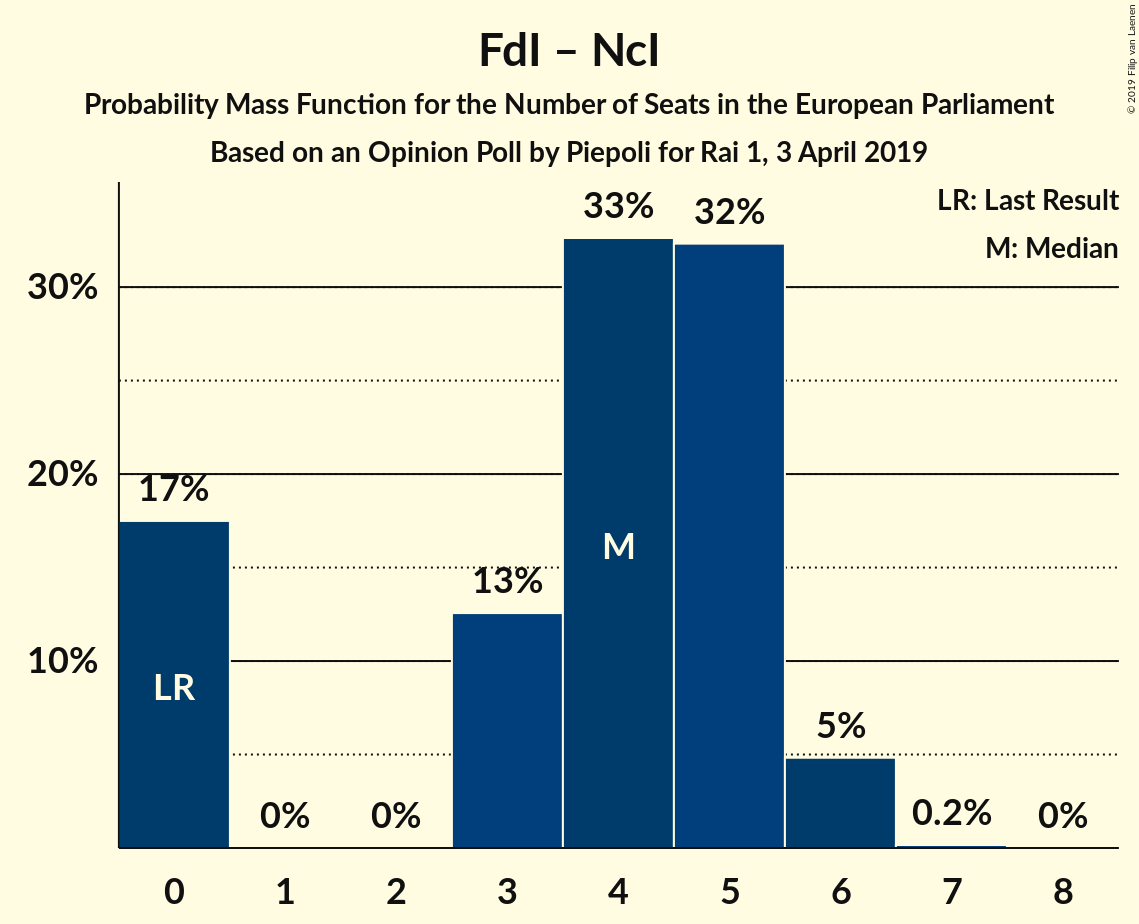 FdI – NcI
Probability Mass Function for the Number of Seats in the European Parliament
Based on an Opinion Poll by Piepoli for Rai 1, 3 April 2019
© 2019 Filip van Laenen
LR: Last Result
M: Median
30%
20%
10%
17%
0%
0%
13%
33%
32%
5%
0.2%
0%
LR
M
0 1 2 3 4 5 6 7 8